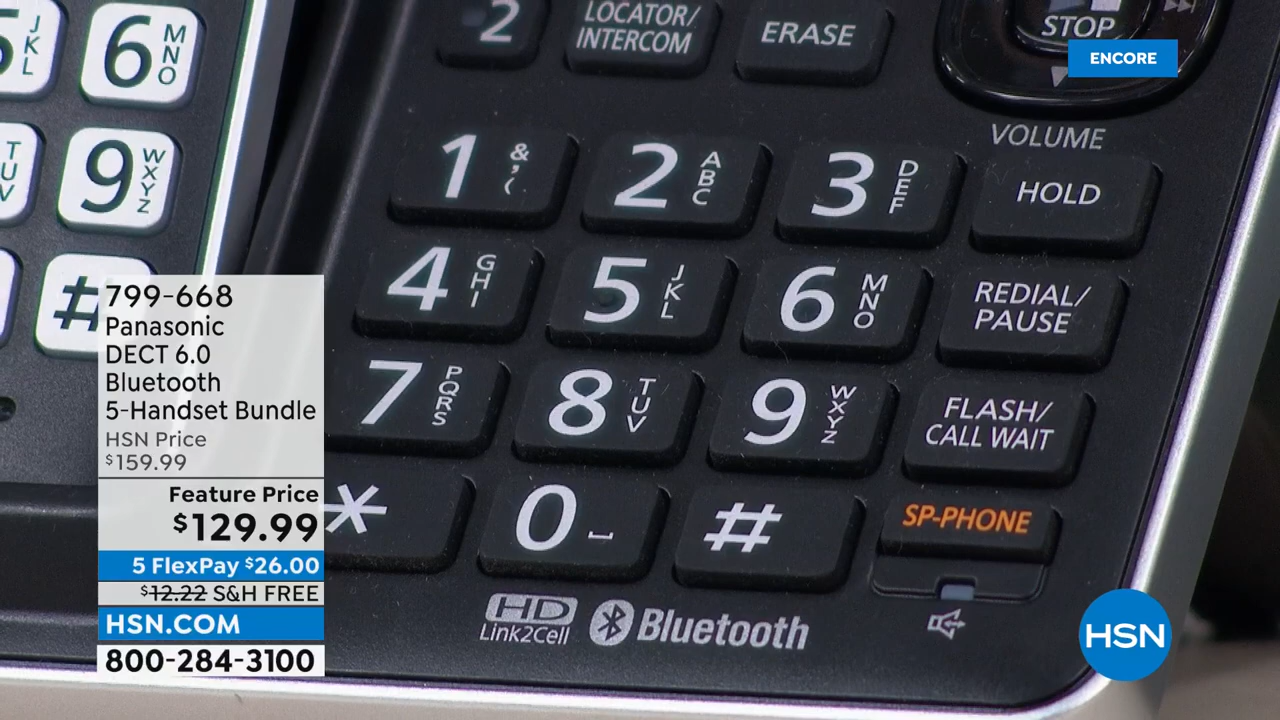 5 JKL
6 MNO
TUV
9 WXYZ
#
2
LOCATOR/
INTERCOM
ERASE
STOP
ENCORE
VOLUME
1 & ' (
2 ABC
3 DEF
HOLD
4 GHI
5 JKL
6 MNO
REDIAL/
PAUSE
7 PQRS
8 TUV
9 WXYZ
FLASH/
CALL WAIT
*
0 ⎵
#
SP-PHONE
HD
Link2Cell
Bluetooth
799-668
Panasonic
DECT 6.0
Bluetooth
5-Handset Bundle
HSN Price
$159.99
Feature Price
$129.99
5 FlexPay $26.00
$12.22 S&H FREE
HSN.COM
800-284-3100
HSN